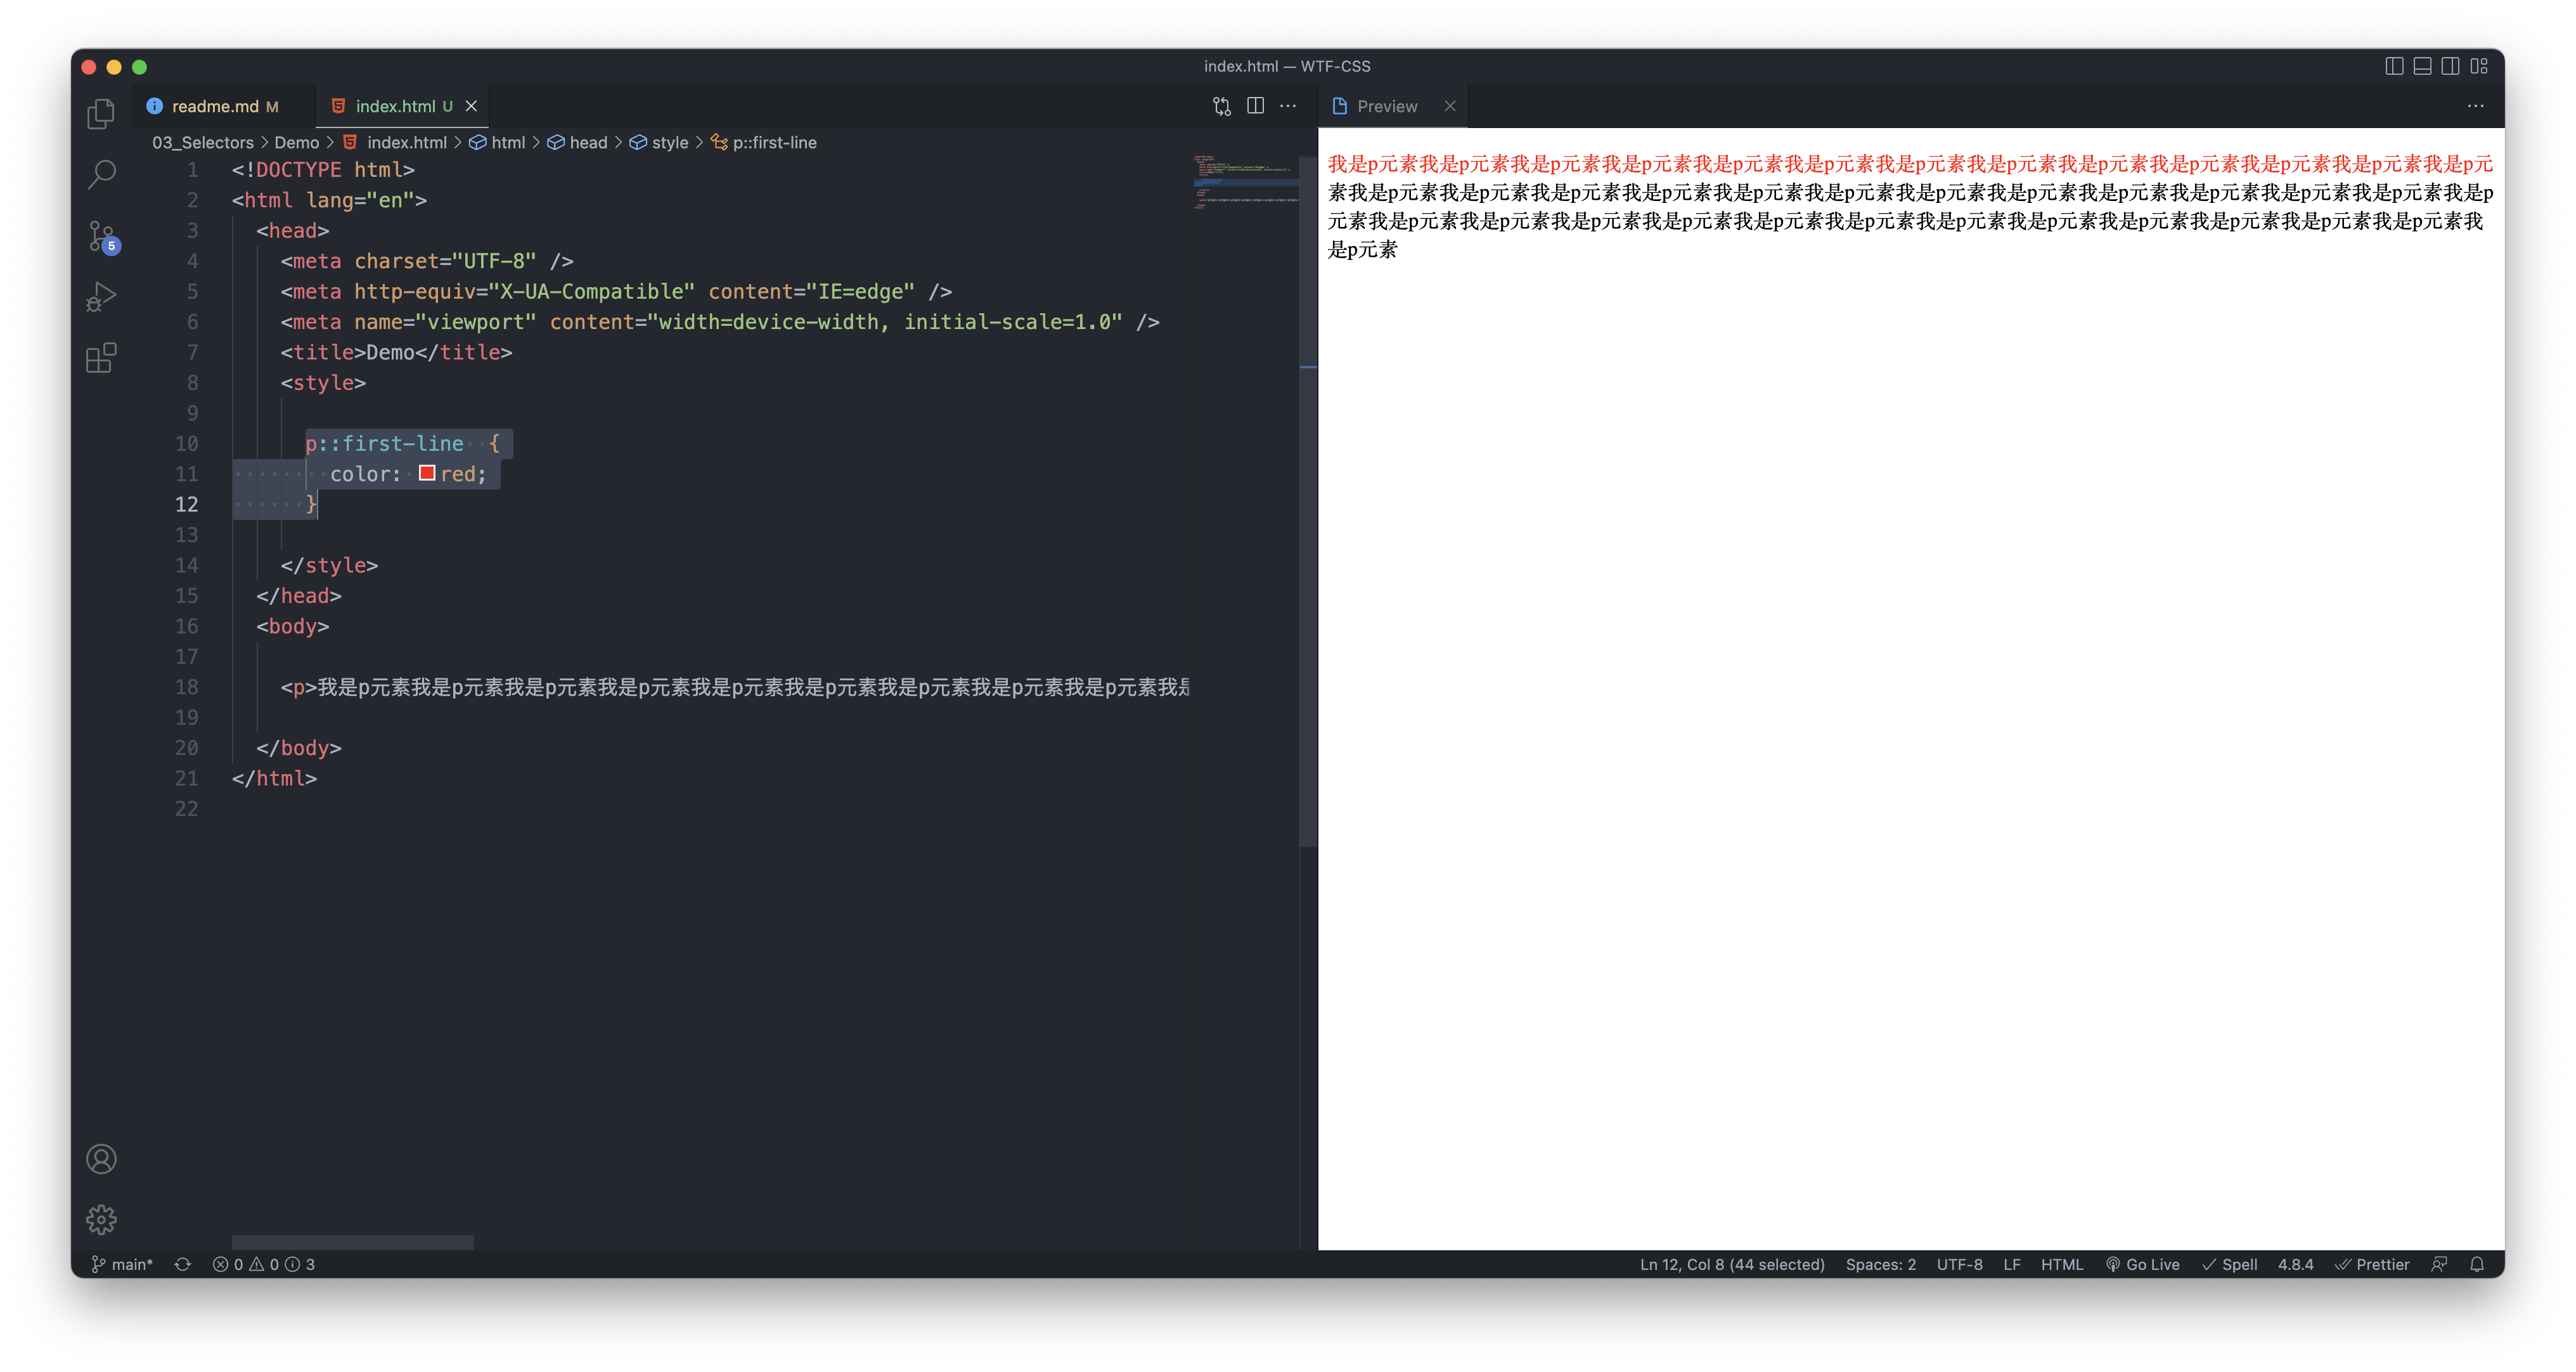 index.html — WTF-CSS
readme.md M
index.html U
Preview
03_Selectors > Demo > index.html > html > head > style > p::first-line
1 <!DOCTYPE html>
2 <html lang="en">
3 <head>
4 <meta charset="UTF-8" />
5 <meta http-equiv="X-UA-Compatible" content="IE=edge" />
6 <meta name="viewport" content="width=device-width, initial-scale=1.0" />
7 <title>Demo</title>
8 <style>
9
10 p::first-line {
11 color: red;
12 }
13
14 </style>
15 </head>
16 <body>
17
18 <p>我是p元素我是p元素我是p元素我是p元素我是p元素我是p元素我是p元素我是p元素我是p元素我是
19
20 </body>
21 </html>
22
我是p元素我是p元素我是p元素我是p元素我是p元素我是p元素我是p元素我是p元素我是p元素我是p元素我是p元素我是p元素我是p元
素我是p元素我是p元素我是p元素我是p元素我是p元素我是p元素我是p元素我是p元素我是p元素我是p元素我是p元素我是p元素我是p
元素我是p元素我是p元素我是p元素我是p元素我是p元素我是p元素我是p元素我是p元素我是p元素我是p元素我是p元素我是p元素我
是p元素
5
main* 0 0 3
Ln 12, Col 8 (44 selected) Spaces: 2 UTF-8 LF HTML Go Live Spell 4.8.4 Prettier